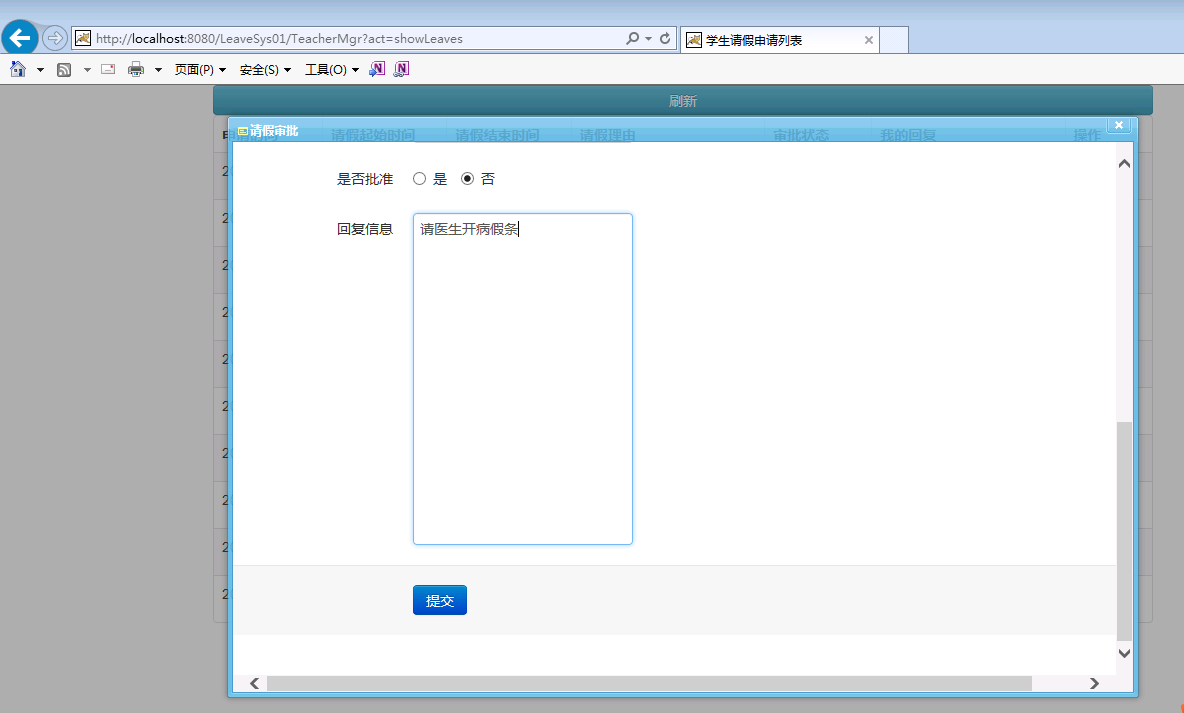 http://localhost:8080/LeaveSys01/TeacherMgr?act=showLeaves
学生请假申请列表
页面(P) 安全(S) 工具(O)
刷新
请假审批
请假起始时间 请假结束时间 请假理由 审批状态 我的回复 操作
是否批准 是 否
回复信息 请医生开病假条
提交